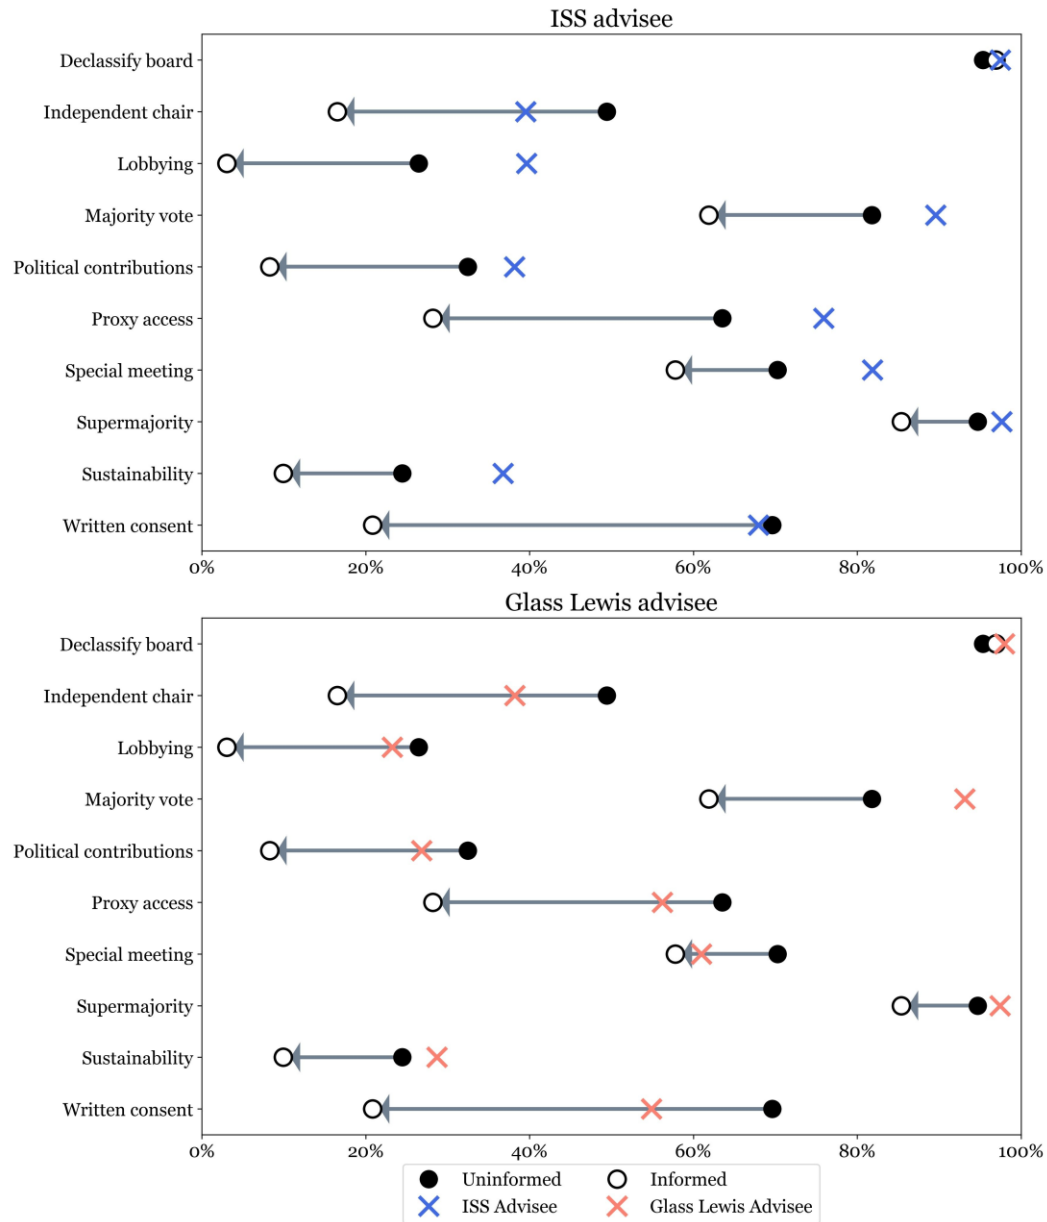 ISS advisee
Declassify board
Independent chair
Lobbying
Majority vote
Political contributions
Proxy access
Special meeting
Supermajority
Sustainability
Written consent
0% 20% 40% 60% 80% 100%
Glass Lewis advisee
Declassify board
Independent chair
Lobbying
Majority vote
Political contributions
Proxy access
Special meeting
Supermajority
Sustainability
Written consent
0% 20% 40% 60% 80% 100%
Uninformed Informed
ISS Advisee Glass Lewis Advisee